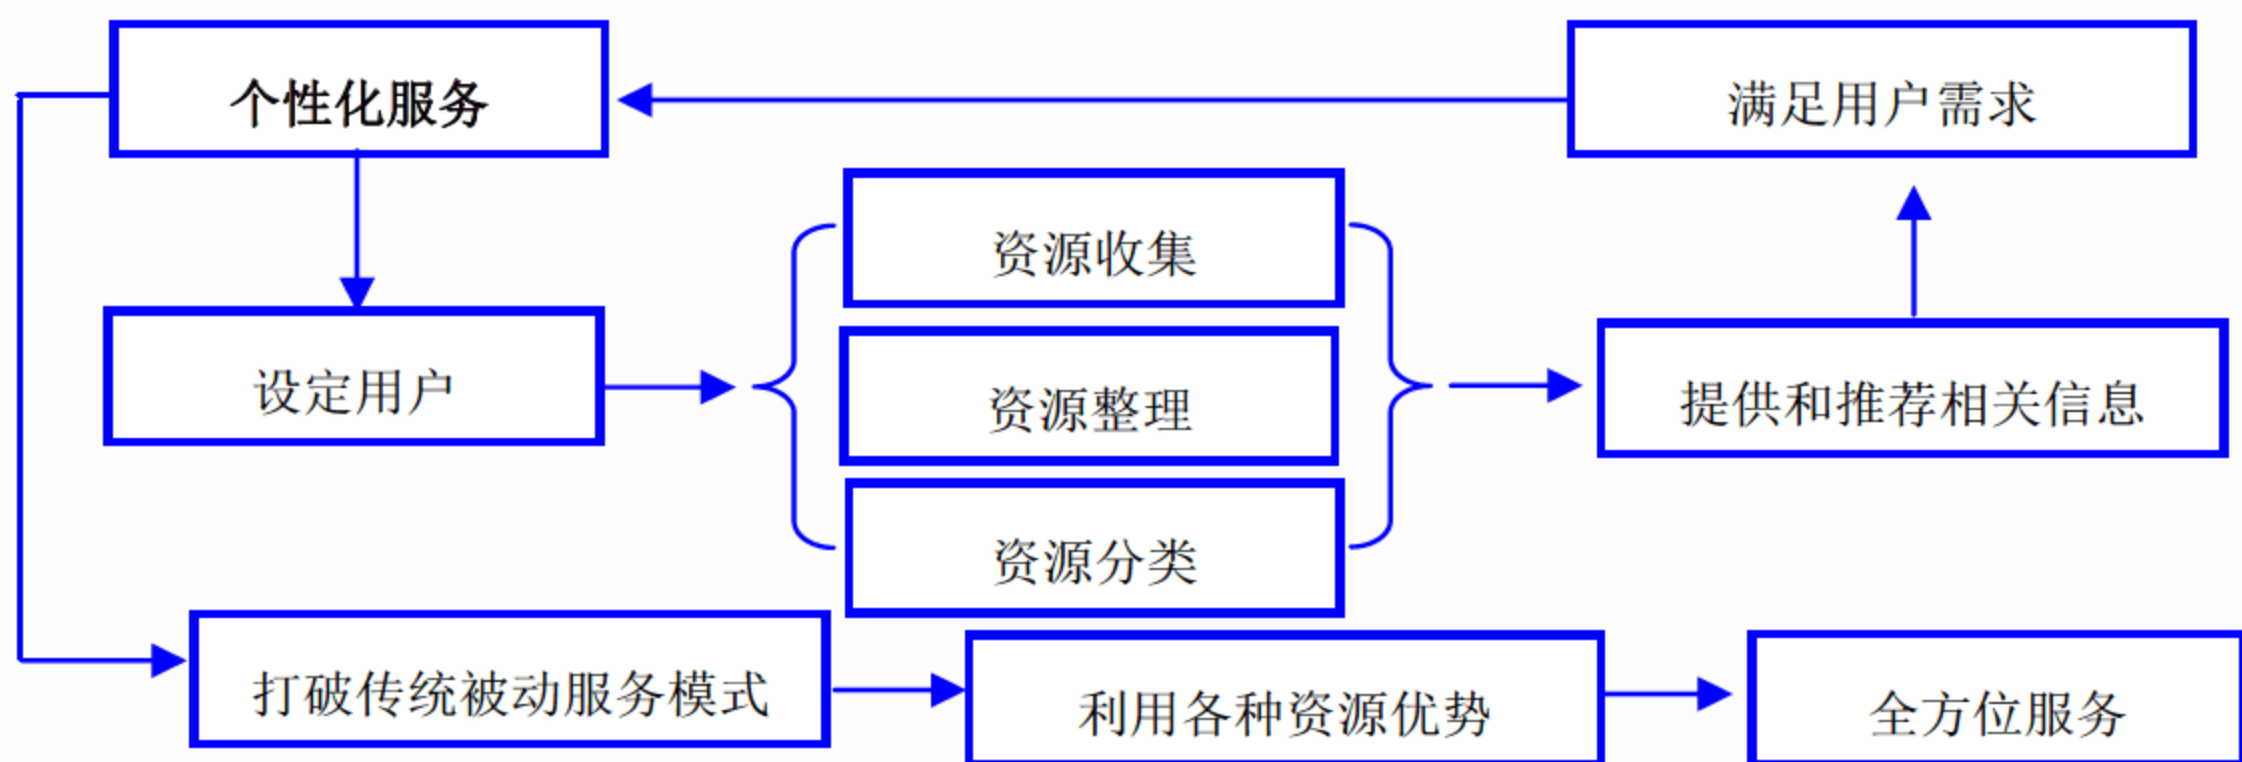 个性化服务
满足用户需求
资源收集
设定用户
资源整理
提供和推荐相关信息
资源分类
打破传统被动服务模式
利用各种资源优势
全方位服务